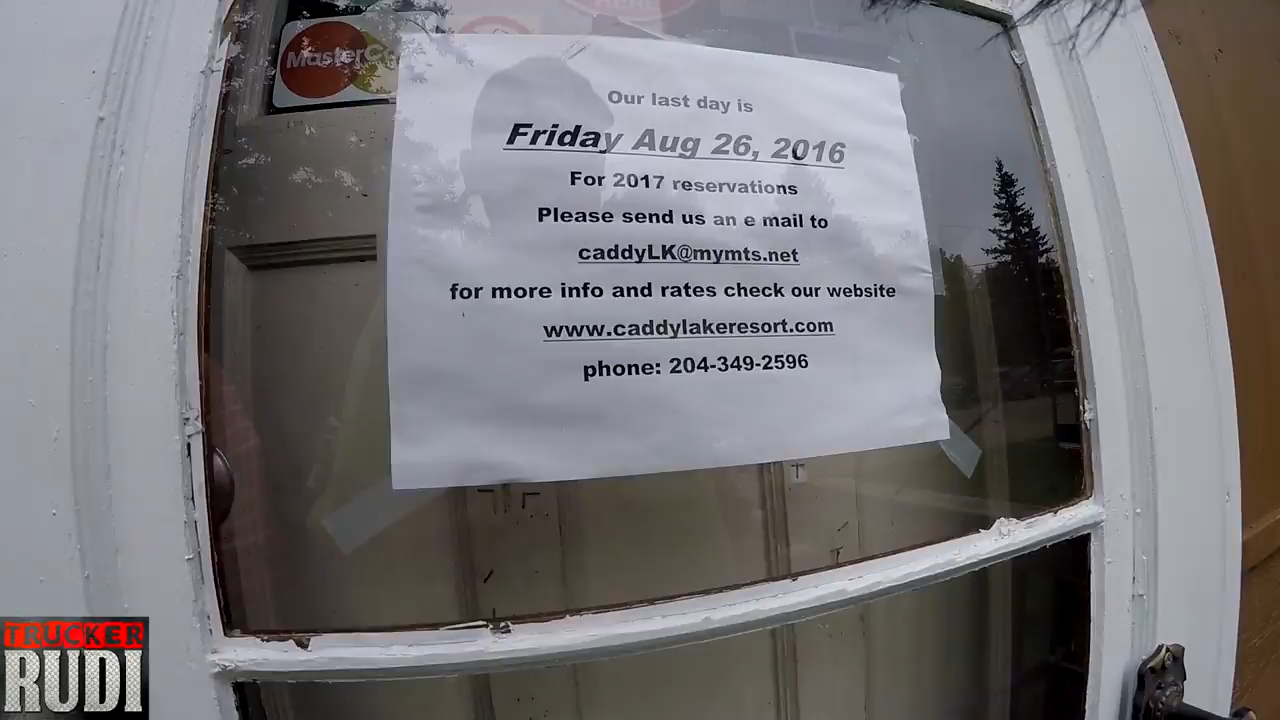 MasterCard
Our last day is
Friday Aug 26, 2016
For 2017 reservations
Please send us an e mail to
caddyLK@mymts.net
for more info and rates check our website
www.caddylakeresort.com
phone: 204-349-2596
TRUCKER
RUDI